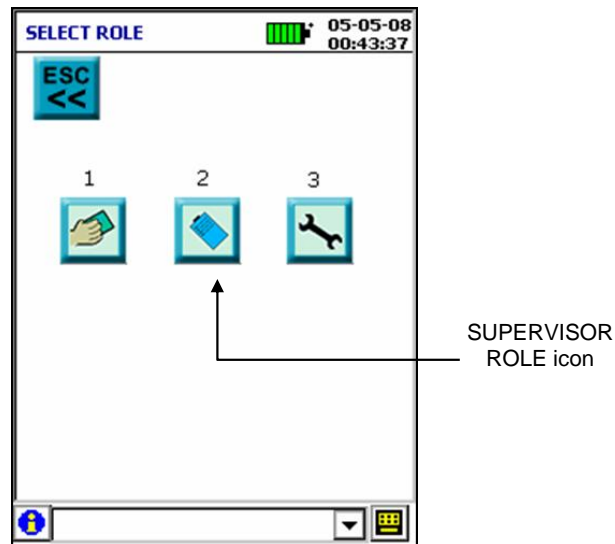 SELECT ROLE
05-05-08
00:43:37
ESC
<<
1 2 3
SUPERVISOR
ROLE icon